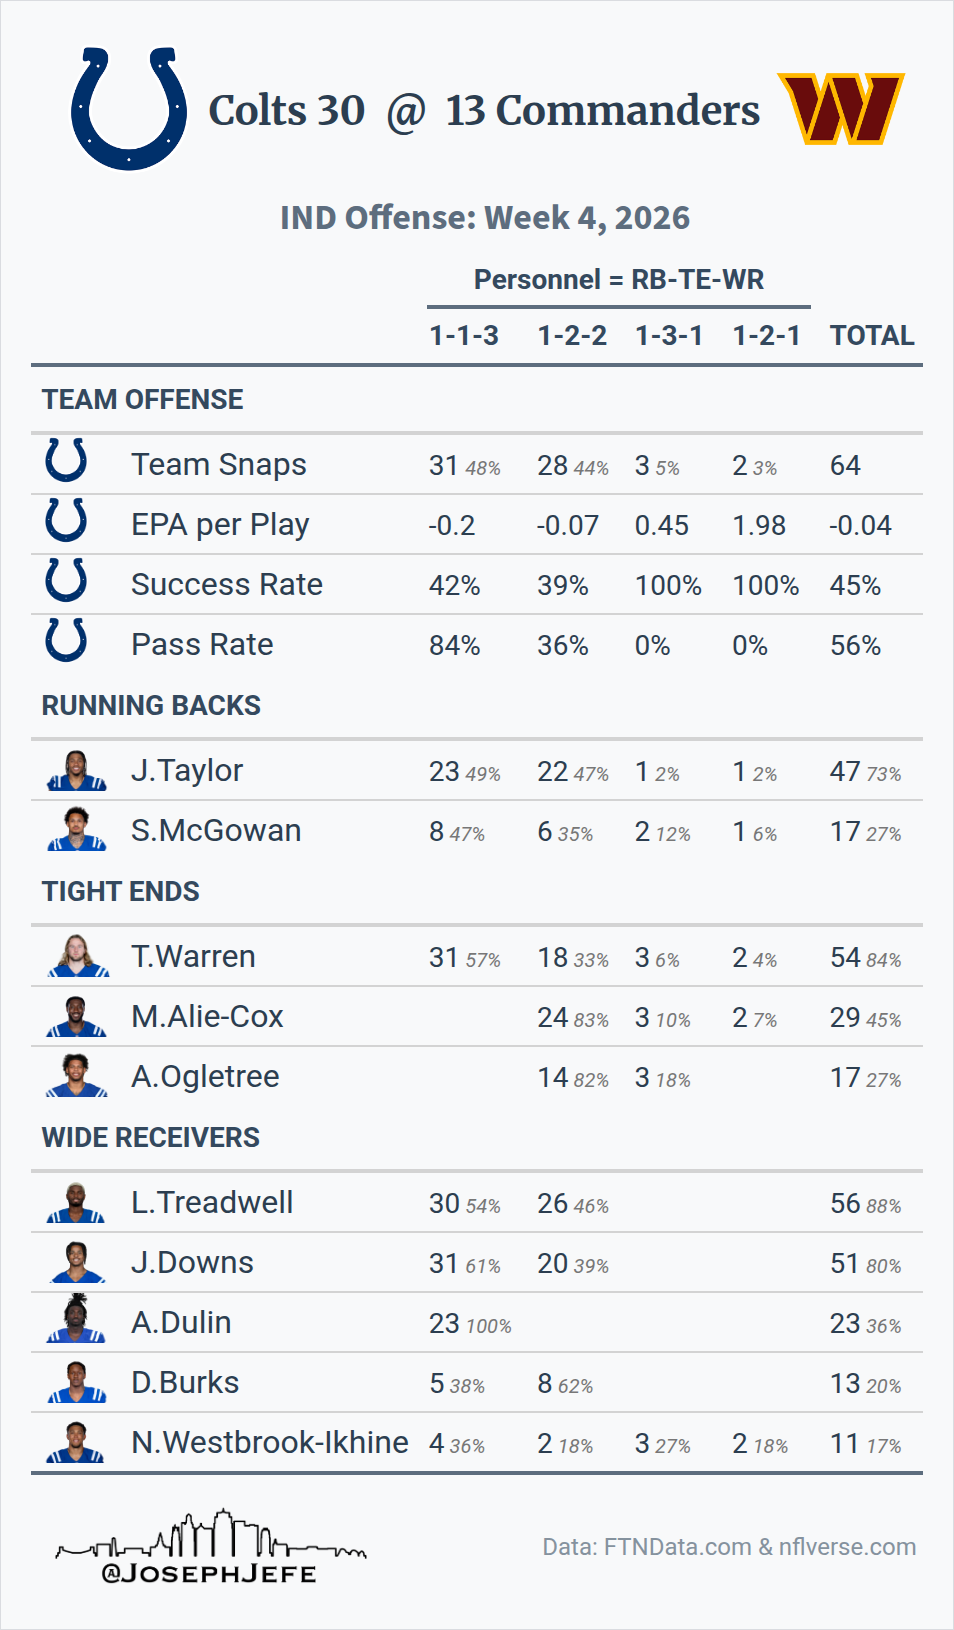 Colts 30 @ 13 Commanders
IND Offense: Week 4, 2026
Personnel = RB-TE-WR
1-1-3 1-2-2 1-3-1 1-2-1 TOTAL
TEAM OFFENSE
Team Snaps 31 48% 28 44% 3 5% 2 3% 64
EPA per Play -0.2 -0.07 0.45 1.98 -0.04
Success Rate 42% 39% 100% 100% 45%
Pass Rate 84% 36% 0% 0% 56%
RUNNING BACKS
J.Taylor 23 49% 22 47% 1 2% 1 2% 47 73%
S.McGowan 8 47% 6 35% 2 12% 1 6% 17 27%
TIGHT ENDS
T.Warren 31 57% 18 33% 3 6% 2 4% 54 84%
M.Alie-Cox 24 83% 3 10% 2 7% 29 45%
A.Ogletree 14 82% 3 18% 17 27%
WIDE RECEIVERS
L.Treadwell 30 54% 26 46% 56 88%
J.Downs 31 61% 20 39% 51 80%
A.Dulin 23 100% 23 36%
D.Burks 5 38% 8 62% 13 20%
N.Westbrook-Ikhine 4 36% 2 18% 3 27% 2 18% 11 17%
@JosephJefe
Data: FTNData.com & nflverse.com